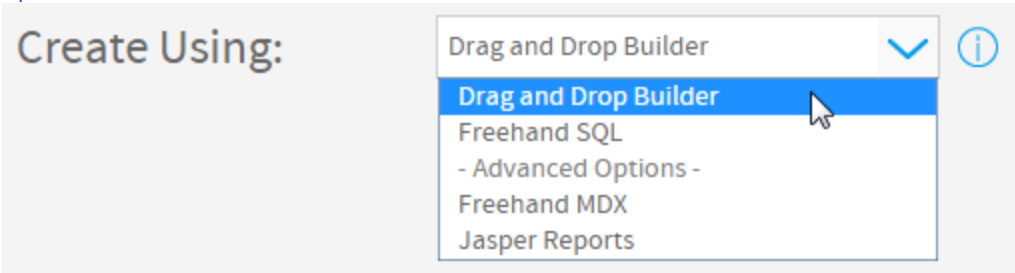 Create Using:
Drag and Drop Builder
Drag and Drop Builder
Freehand SQL
- Advanced Options -
Freehand MDX
Jasper Reports